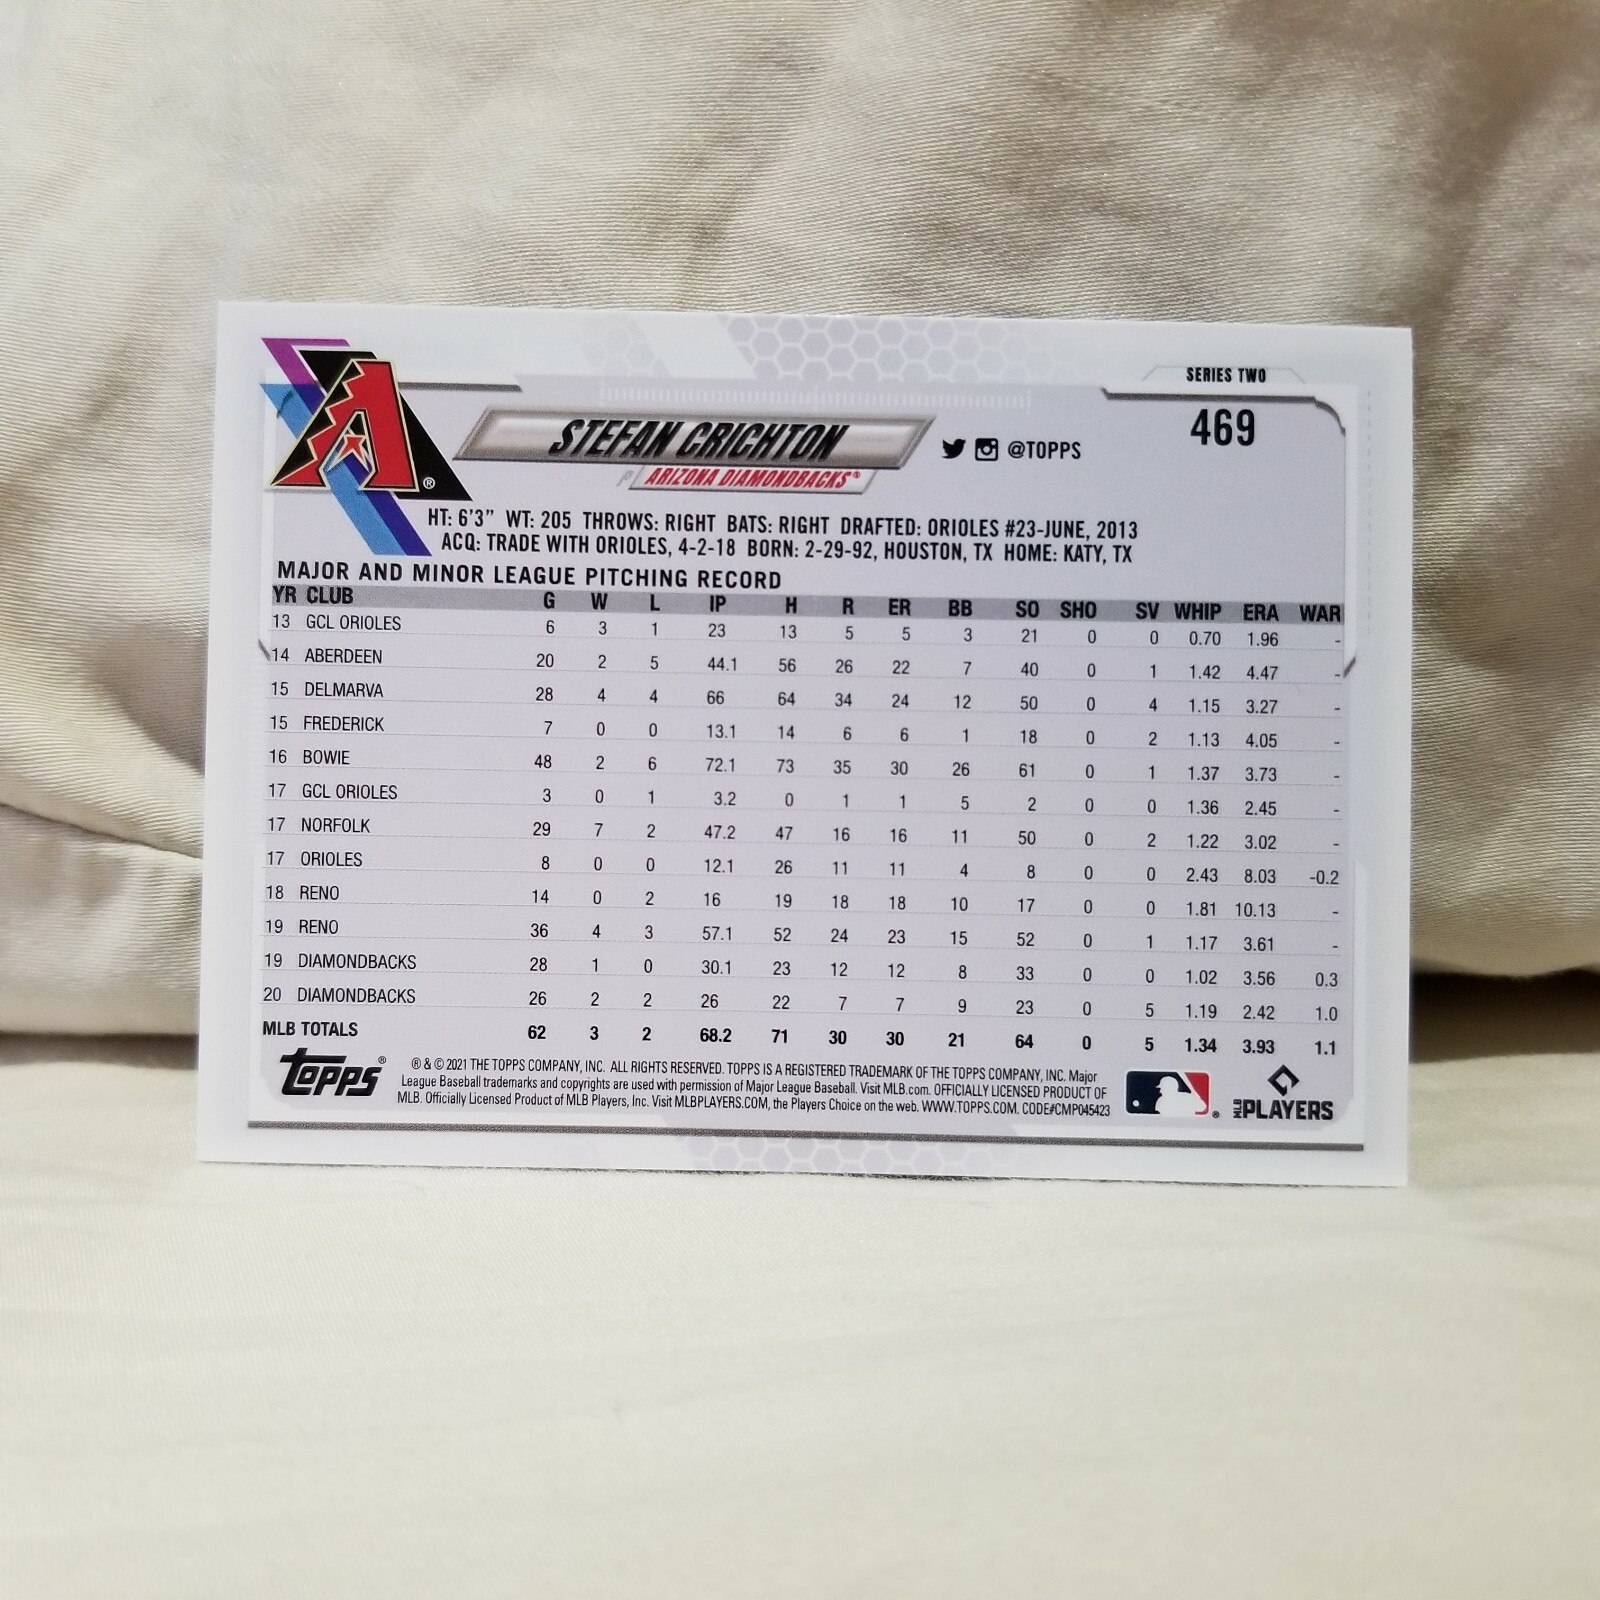 SERIES TWO
469
STEFAN CRICHTON
@TOPPS
P ARIZONA DIAMONDBACKS®
HT: 6'3" WT: 205 THROWS: RIGHT BATS: RIGHT DRAFTED: ORIOLES #23-JUNE, 2013
ACQ: TRADE WITH ORIOLES, 4-2-18 BORN: 2-29-92, HOUSTON, TX HOME: KATY, TX
MAJOR AND MINOR LEAGUE PITCHING RECORD
YR CLUB G W L IP H R ER BB SO SHO SV WHIP ERA WAR
13 GCL ORIOLES 6 3 1 23 13 5 5 3 21 0 0 0.70 1.96 -
14 ABERDEEN 20 2 5 44.1 56 26 22 7 40 0 1 1.42 4.47 -
15 DELMARVA 28 4 4 66 64 34 24 12 50 0 4 1.15 3.27 -
15 FREDERICK 7 0 0 13.1 14 6 6 1 18 0 2 1.13 4.05 -
16 BOWIE 48 2 6 72.1 73 35 30 26 61 0 1 1.37 3.73 -
17 GCL ORIOLES 3 0 1 3.2 0 1 1 5 2 0 0 1.36 2.45 -
17 NORFOLK 29 7 2 47.2 47 16 16 11 50 0 2 1.22 3.02 -
17 ORIOLES 8 0 0 12.1 26 11 11 4 8 0 0 2.43 8.03 -0.2
18 RENO 14 0 2 16 19 18 18 10 17 0 0 1.81 10.13 -
19 RENO 36 4 3 57.1 52 24 23 15 52 0 1 1.17 3.61 -
19 DIAMONDBACKS 28 1 0 30.1 23 12 12 8 33 0 0 1.02 3.56 0.3
20 DIAMONDBACKS 26 2 2 26 22 7 7 9 23 0 5 1.19 2.42 1.0
MLB TOTALS 62 3 2 68.2 71 30 30 21 64 0 5 1.34 3.93 1.1
Topps®
® & © 2021 THE TOPPS COMPANY, INC. ALL RIGHTS RESERVED. TOPPS IS A REGISTERED TRADEMARK OF THE TOPPS COMPANY, INC. Major
League Baseball trademarks and copyrights are used with permission of Major League Baseball. Visit MLB.com. OFFICIALLY LICENSED PRODUCT OF
MLB. Officially Licensed Product of MLB Players, Inc. Visit MLBPLAYERS.COM, the Players Choice on the web. WWW.TOPPS.COM. CODE#CMP045423
MLB PLAYERS